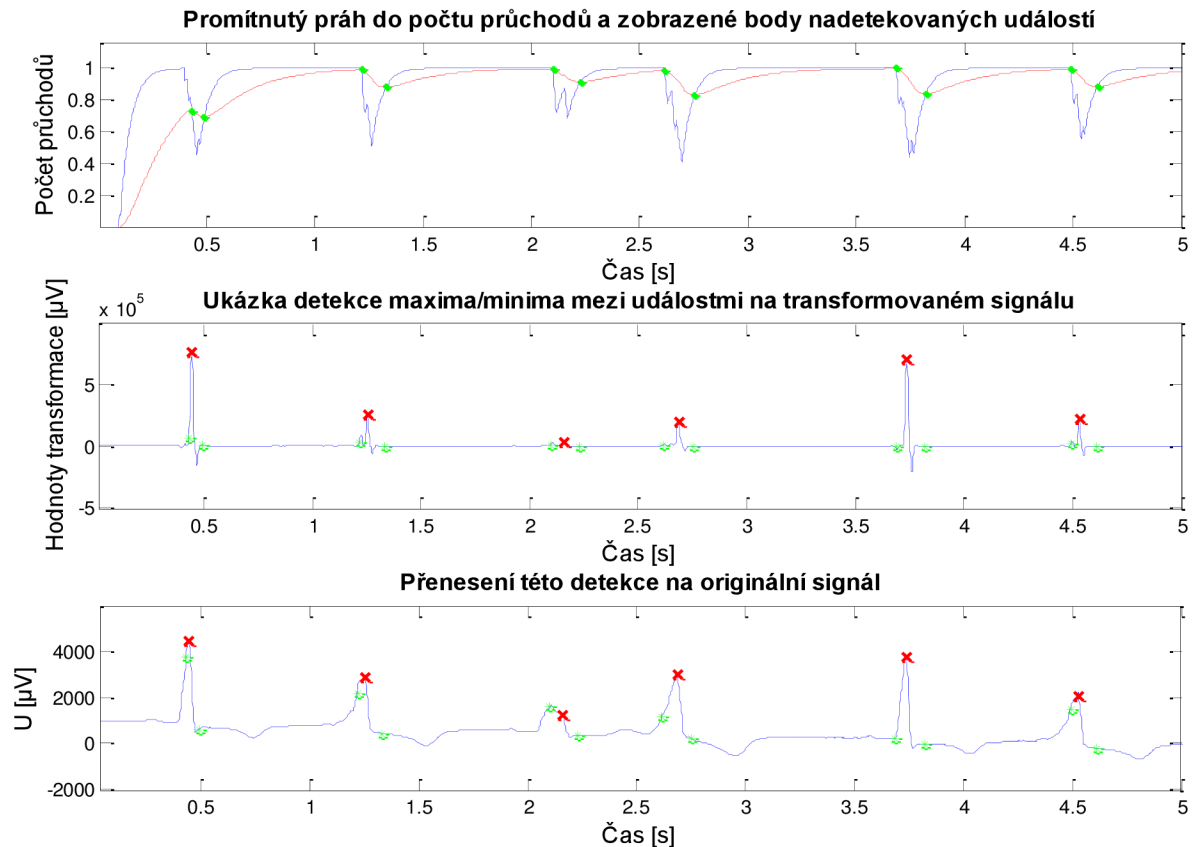 Promítnutý práh do počtu průchodů a zobrazené body nadetekovaných událostí
Počet průchodů
1
0.8
0.6
0.4
0.2
0.5 1 1.5 2 2.5 3 3.5 4 4.5 5
Čas [s]
Ukázka detekce maxima/minima mezi událostmi na transformovaném signálu
Hodnoty transformace [µV]
x 10^5
5
0
-5
0.5 1 1.5 2 2.5 3 3.5 4 4.5 5
Čas [s]
Přenesení této detekce na originální signál
U [µV]
4000
2000
0
-2000
0.5 1 1.5 2 2.5 3 3.5 4 4.5 5
Čas [s]